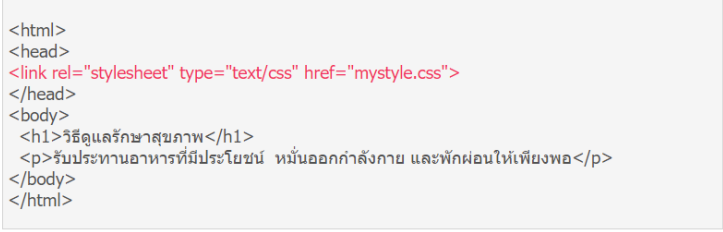 <html>
<head>
<link rel="stylesheet" type="text/css" href="mystyle.css">
</head>
<body>
<h1>วิธีดูแลรักษาสุขภาพ</h1>
<p>รับประทานอาหารที่มีประโยชน์  หมั่นออกกำลังกาย และพักผ่อนให้เพียงพอ</p>
</body>
</html>